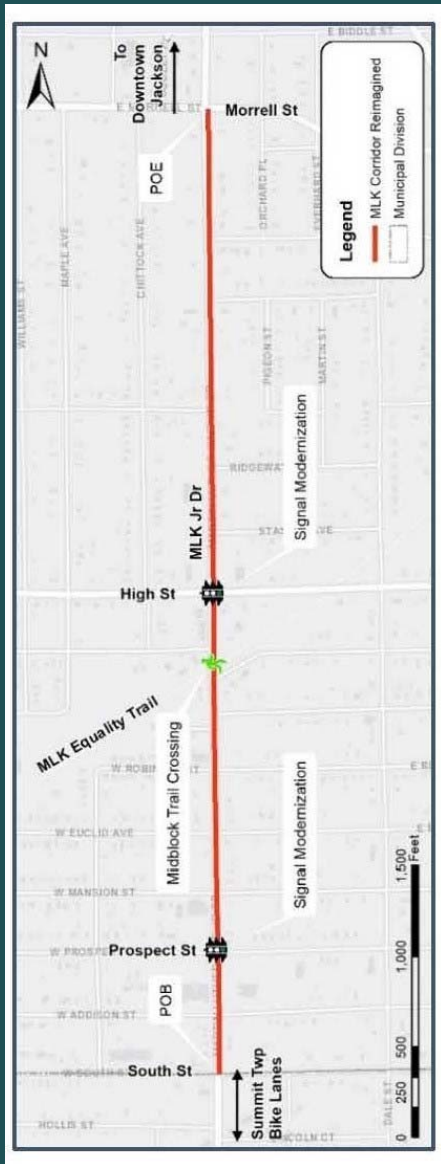 N
To
Downtown
Jackson
E BIDDLE ST
E MORRELL ST
Morrell St
POE
WILLIAMS ST
MAPLE AVE
CHITTOCK AVE
ORCHARD PL
EVERHARD ST
PIGEON ST
MARTIN ST
Legend
MLK Corridor Reimagined
Municipal Division
MLK Jr Dr
High St
Signal Modernization
MLK Equality Trail
Midblock Trail Crossing
W EUCLID AVE
W MANSION ST
Signal Modernization
Prospect St
POB
W ADDISON ST
South St
Summit Twp
Bike Lanes
HOLLIS ST
DALE ST
0 250 500 1,000 1,500
Feet